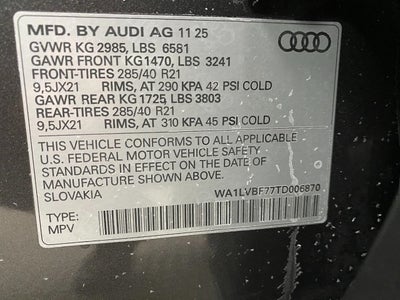 MFD. BY AUDI AG 11 25
GVWR KG 2985, LBS 6581
GAWR FRONT KG1470, LBS 3241
FRONT-TIRES 285/40 R21
9,5JX21 RIMS, AT 290 KPA 42 PSI COLD
GAWR REAR KG1725, LBS 3803
REAR-TIRES 285/40 R21
9,5JX21 RIMS, AT 310 KPA 45 PSI COLD
THIS VEHICLE CONFORMS TO ALL APPLICABLE
U.S. FEDERAL MOTOR VEHICLE SAFETY
STANDARDS IN EFFECT ON THE DATE OF
MANUFACTURE SHOWN ABOVE.
SLOVAKIA WA1LVBF77TD006870
TYPE:
MPV